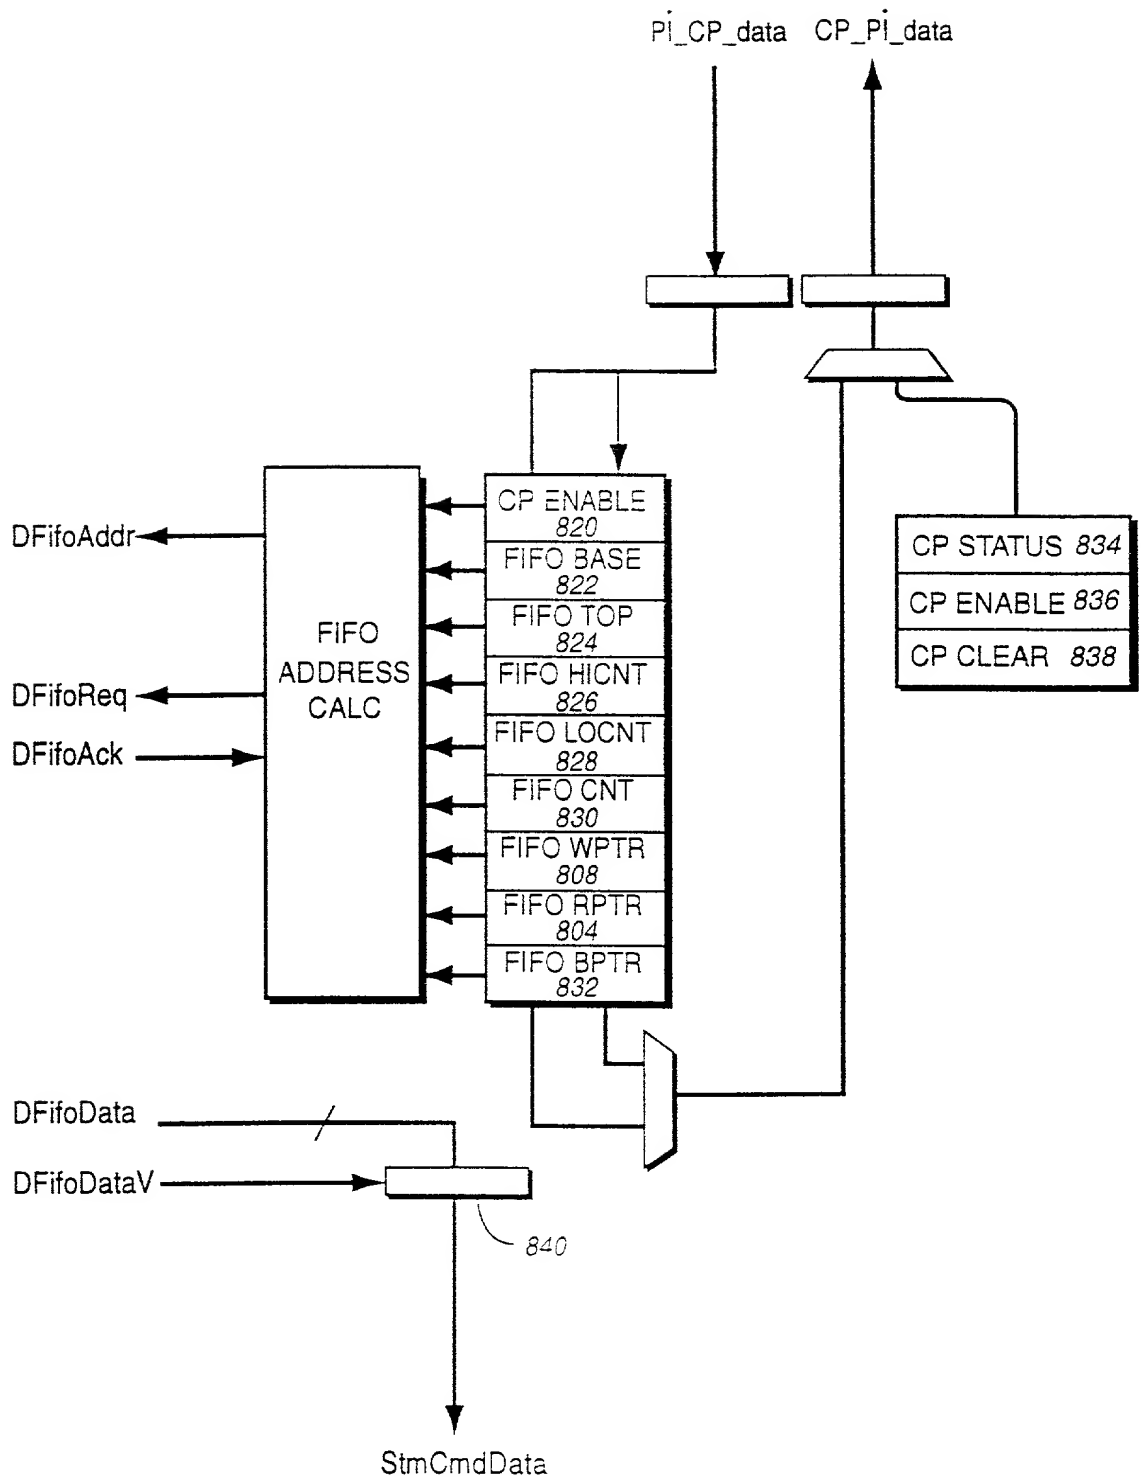 Pi_CP_data CP_Pi_data
CP ENABLE
820
FIFO BASE
822
FIFO TOP
824
FIFO HICNT
826
FIFO LOCNT
828
FIFO CNT
830
FIFO WPTR
808
FIFO RPTR
804
FIFO BPTR
832
CP STATUS 834
CP ENABLE 836
CP CLEAR 838
FIFO
ADDRESS
CALC
DFifoAddr
DFifoReq
DFifoAck
DFifoData
DFifoDataV
840
StmCmdData